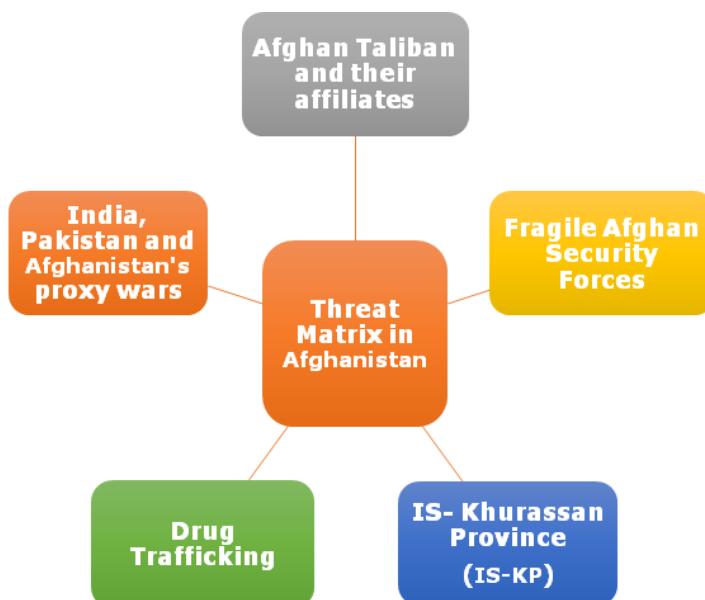 Afghan Taliban
and their
affiliates
India,
Pakistan and
Afghanistan's
proxy wars
Fragile Afghan
Security
Forces
Threat
Matrix in
Afghanistan
Drug
Trafficking
IS- Khurassan
Province
(IS-KP)